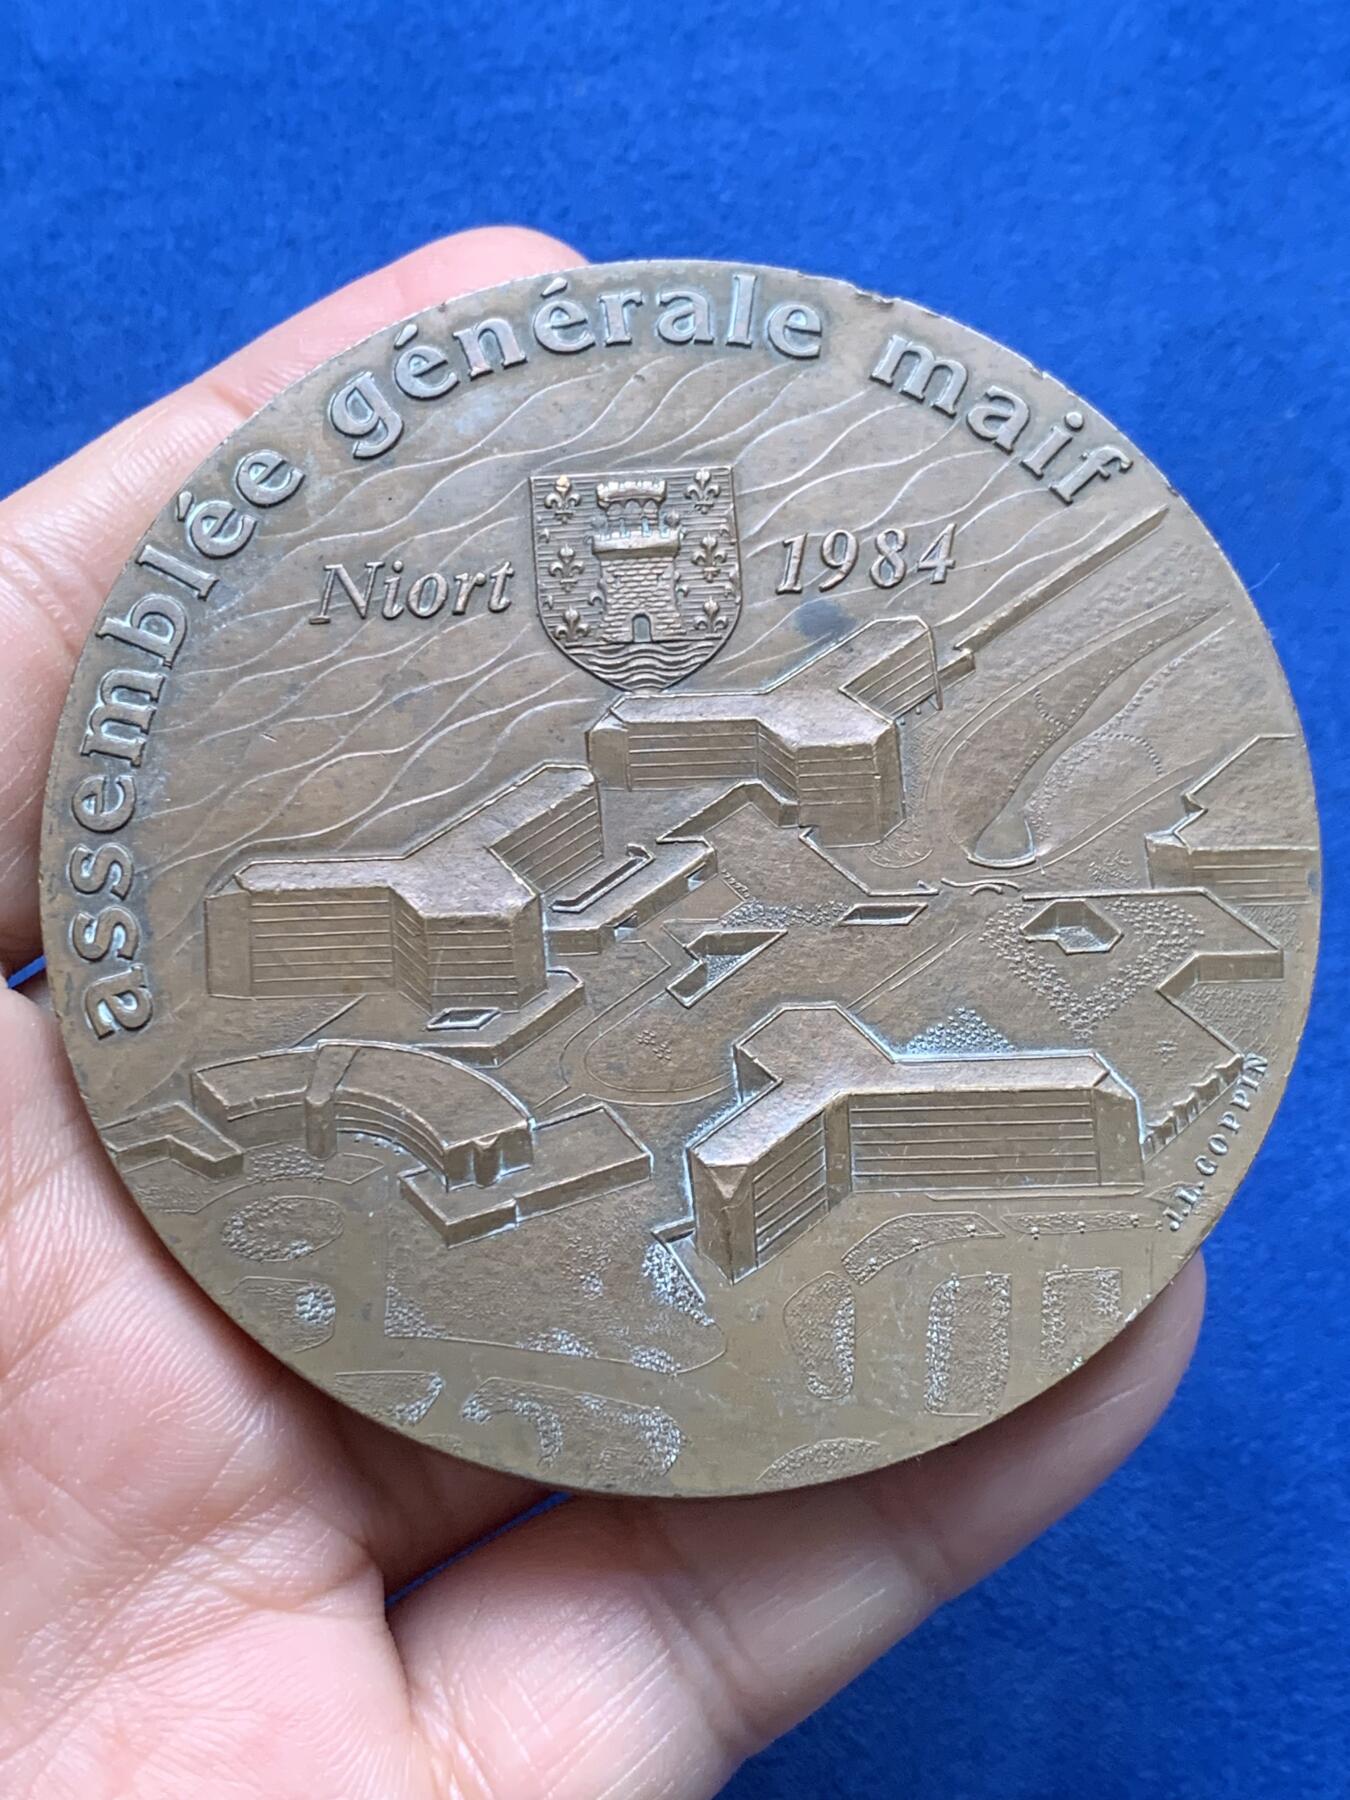 assemblée générale maif
Niort 1984
J.L. COPPIN